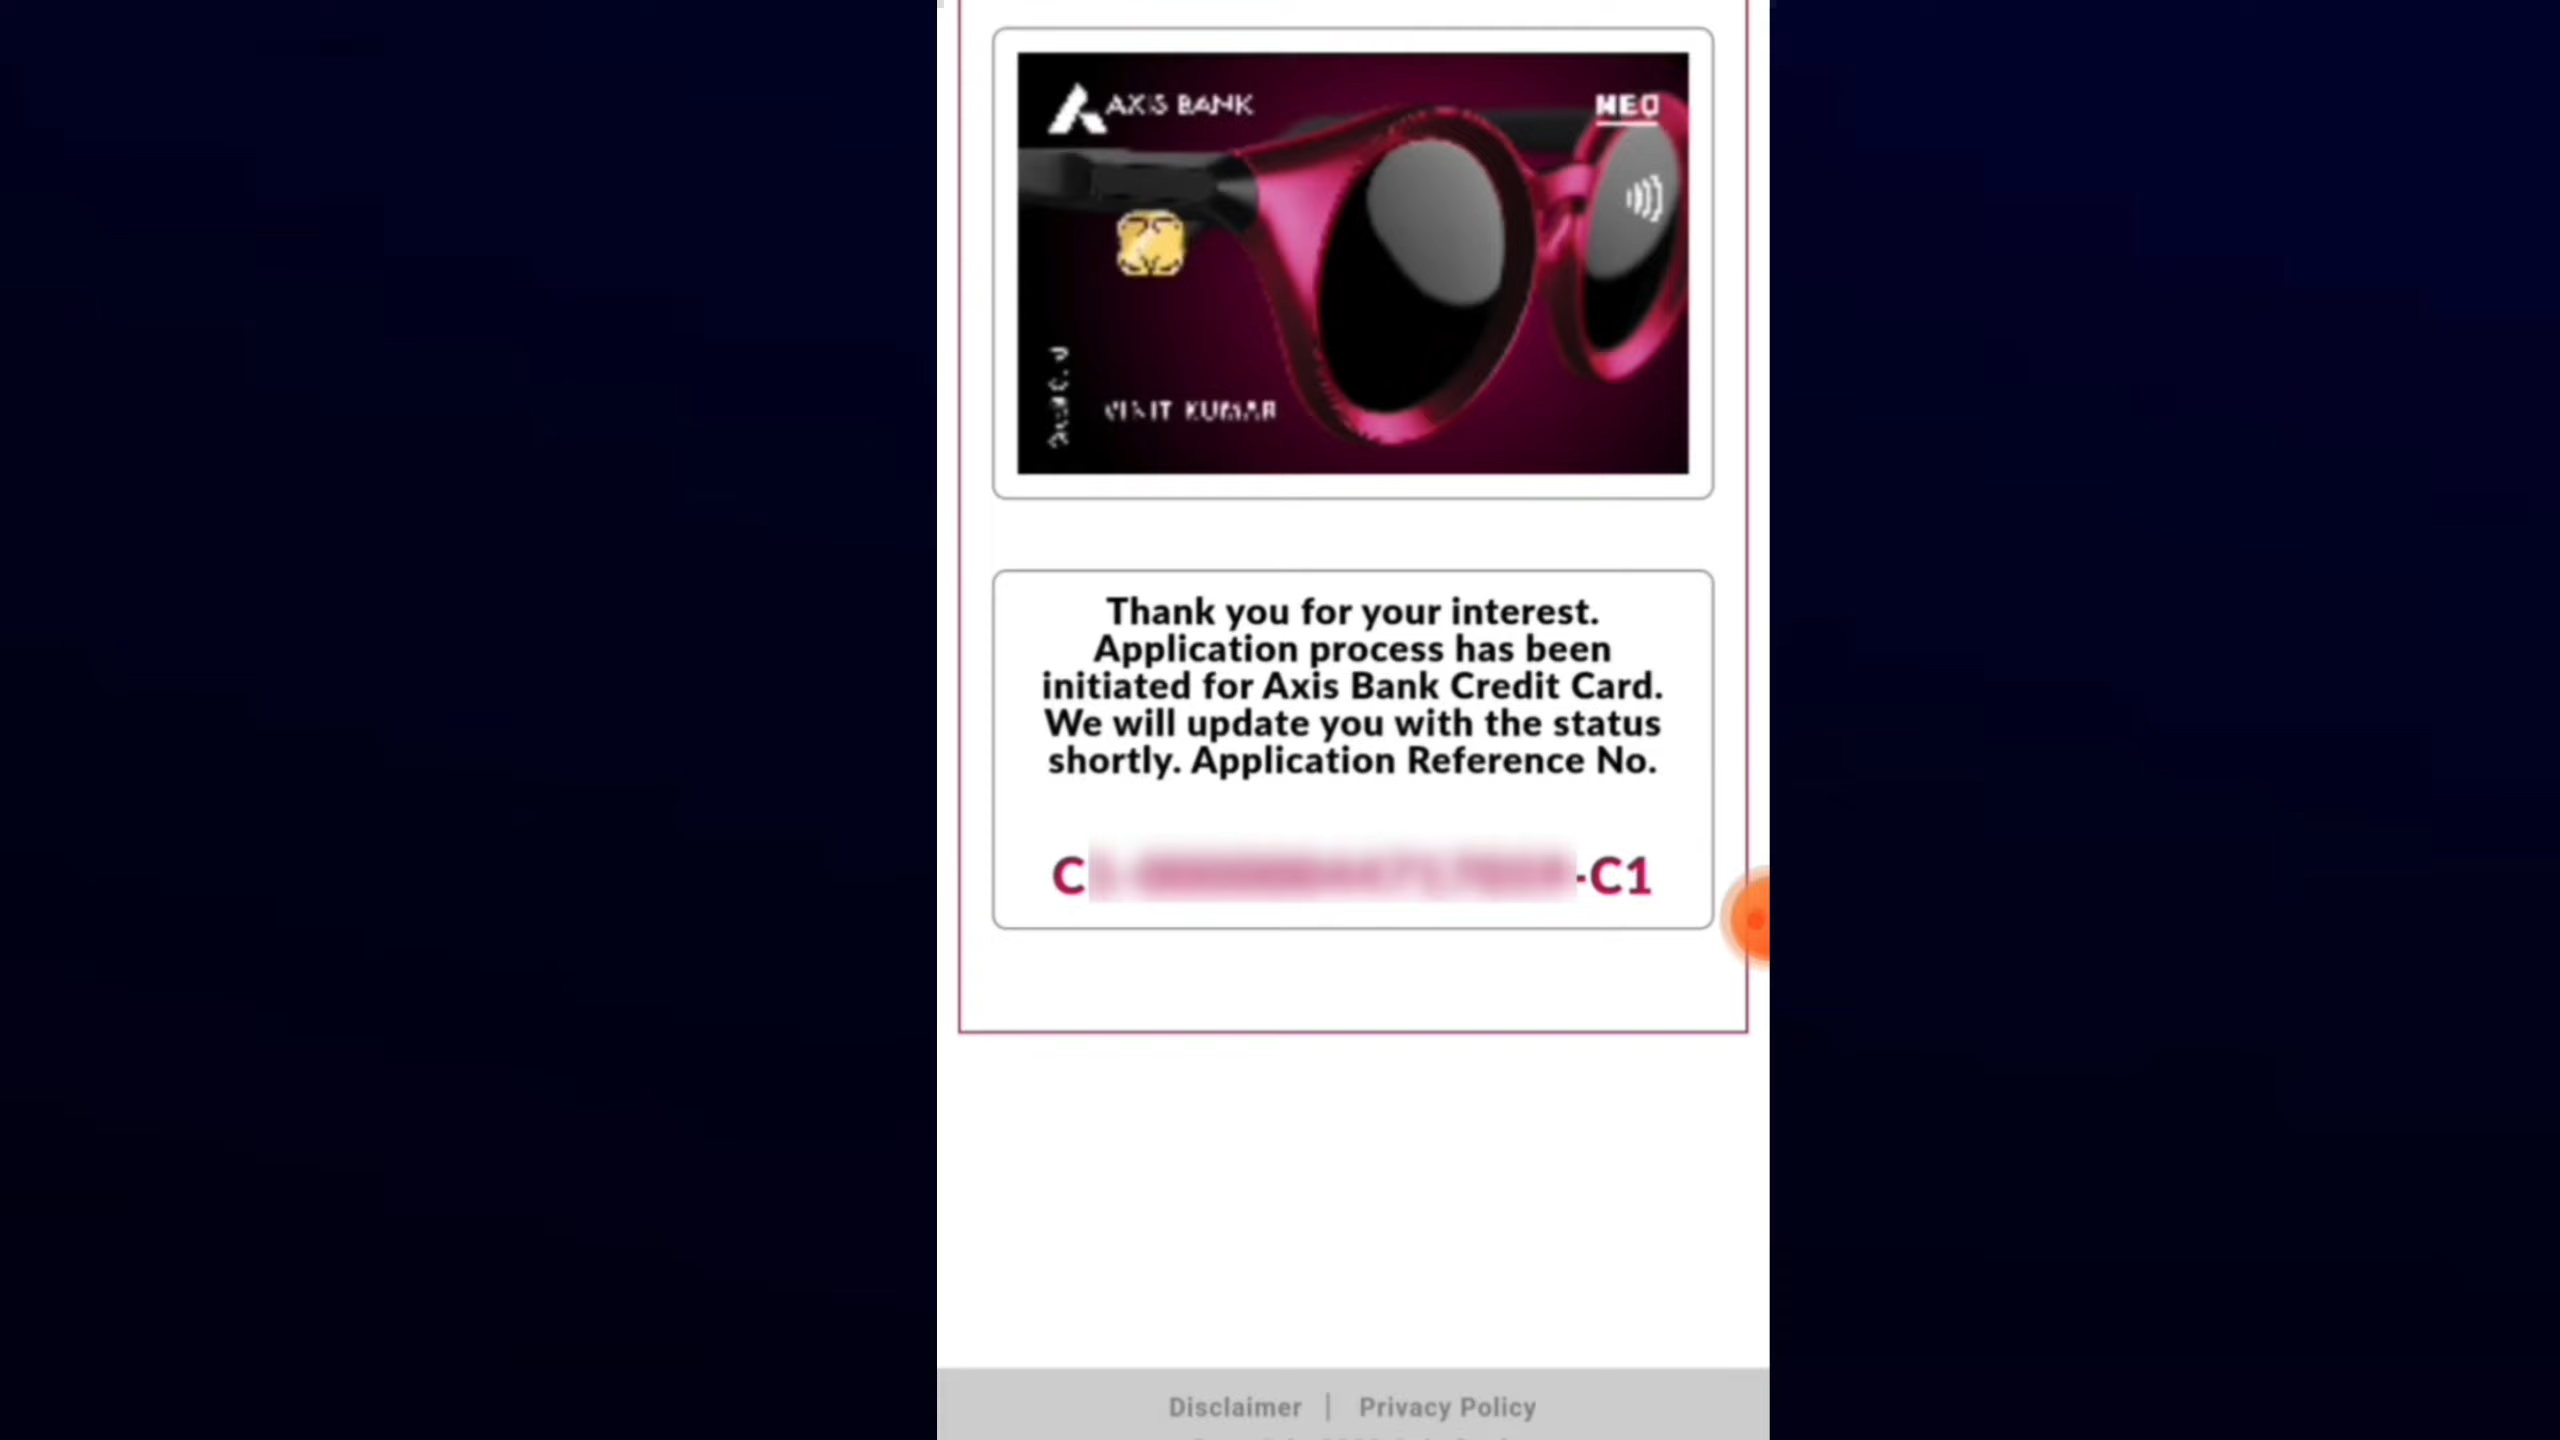 AXIS BANK
NEO
KUMAR
Thank you for your interest.
Application process has been
initiated for Axis Bank Credit Card.
We will update you with the status
shortly. Application Reference No.
C -C1
Disclaimer | Privacy Policy